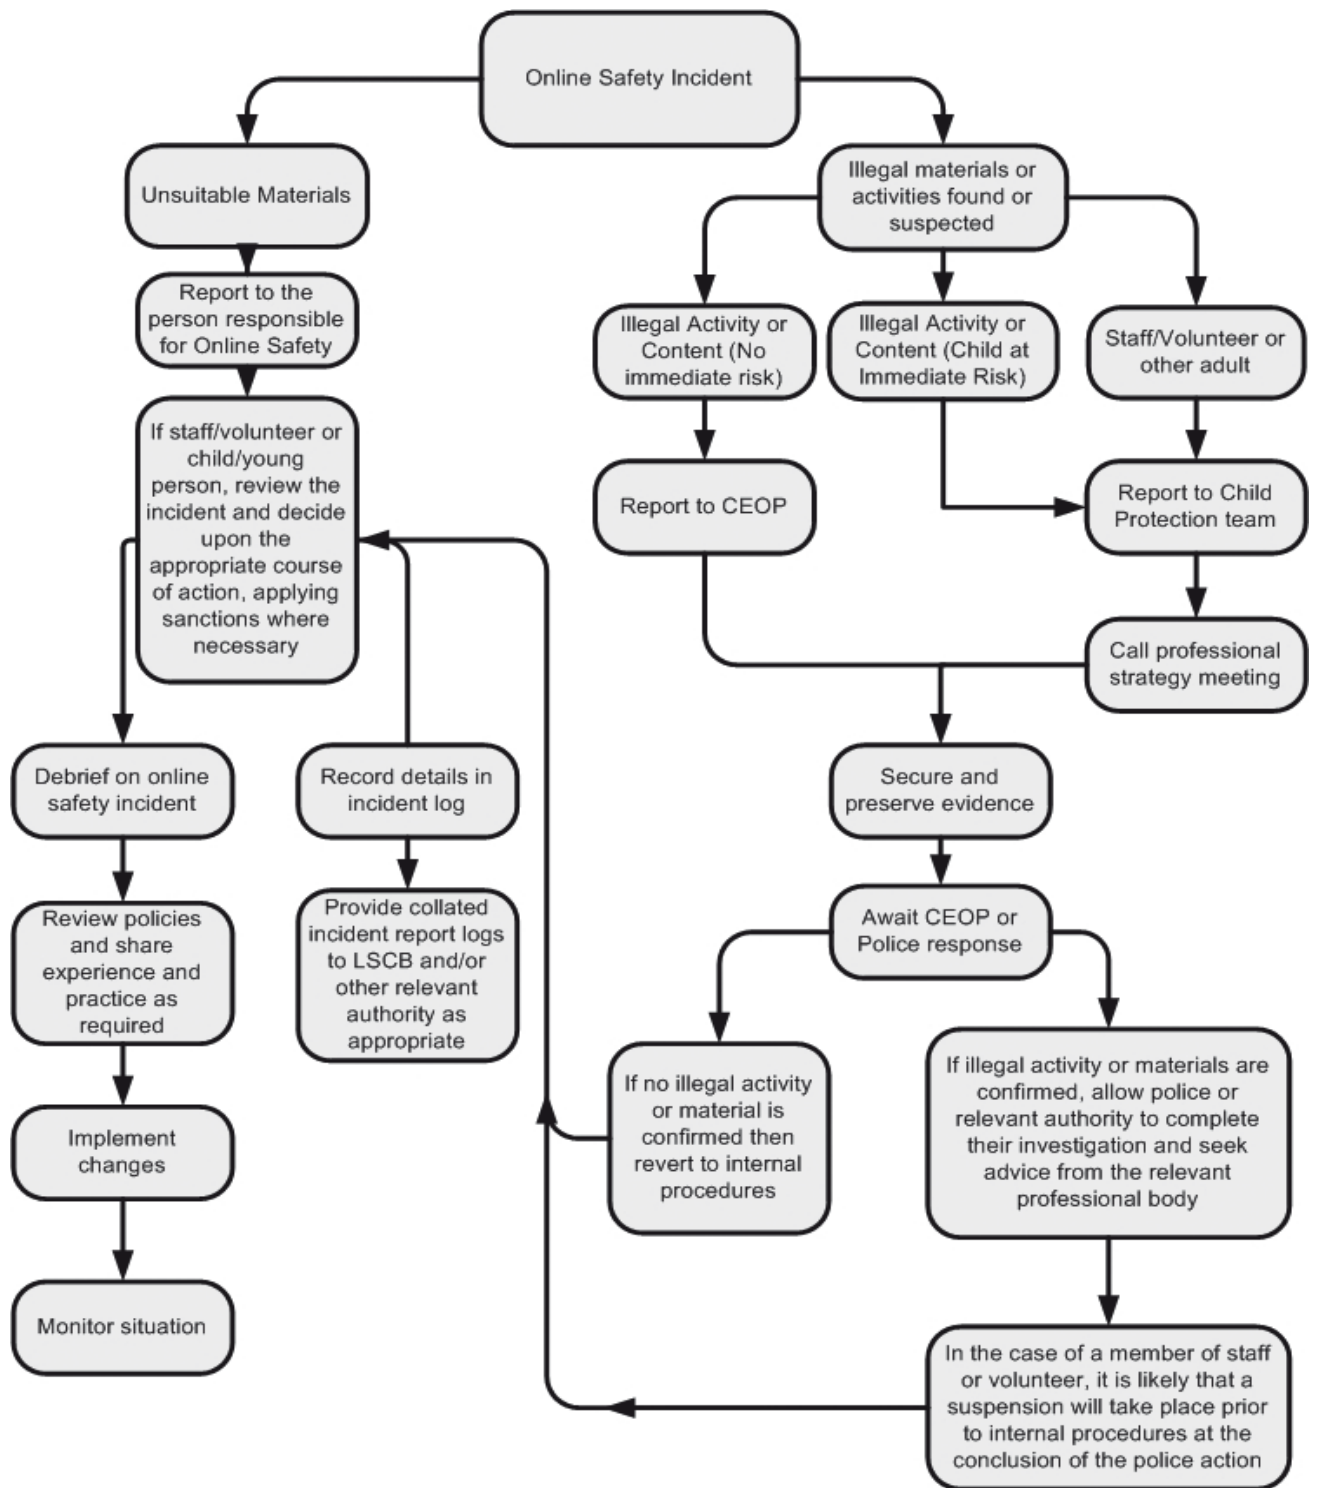 Online Safety Incident
Unsuitable Materials
Illegal materials or
activities found or
suspected
Report to the
person responsible
for Online Safety
Illegal Activity or
Content (No
immediate risk)
Illegal Activity or
Content (Child at
Immediate Risk)
Staff/Volunteer or
other adult
If staff/volunteer or
child/young
person, review the
incident and decide
upon the
appropriate course
of action, applying
sanctions where
necessary
Report to CEOP
Report to Child
Protection team
Call professional
strategy meeting
Debrief on online
safety incident
Record details in
incident log
Secure and
preserve evidence
Review policies
and share
experience and
practice as
required
Provide collated
incident report logs
to LSCB and/or
other relevant
authority as
appropriate
Await CEOP or
Police response
If no illegal activity
or material is
confirmed then
revert to internal
procedures
If illegal activity or materials are
confirmed, allow police or
relevant authority to complete
their investigation and seek
advice from the relevant
professional body
Implement
changes
Monitor situation
In the case of a member of staff
or volunteer, it is likely that a
suspension will take place prior
to internal procedures at the
conclusion of the police action